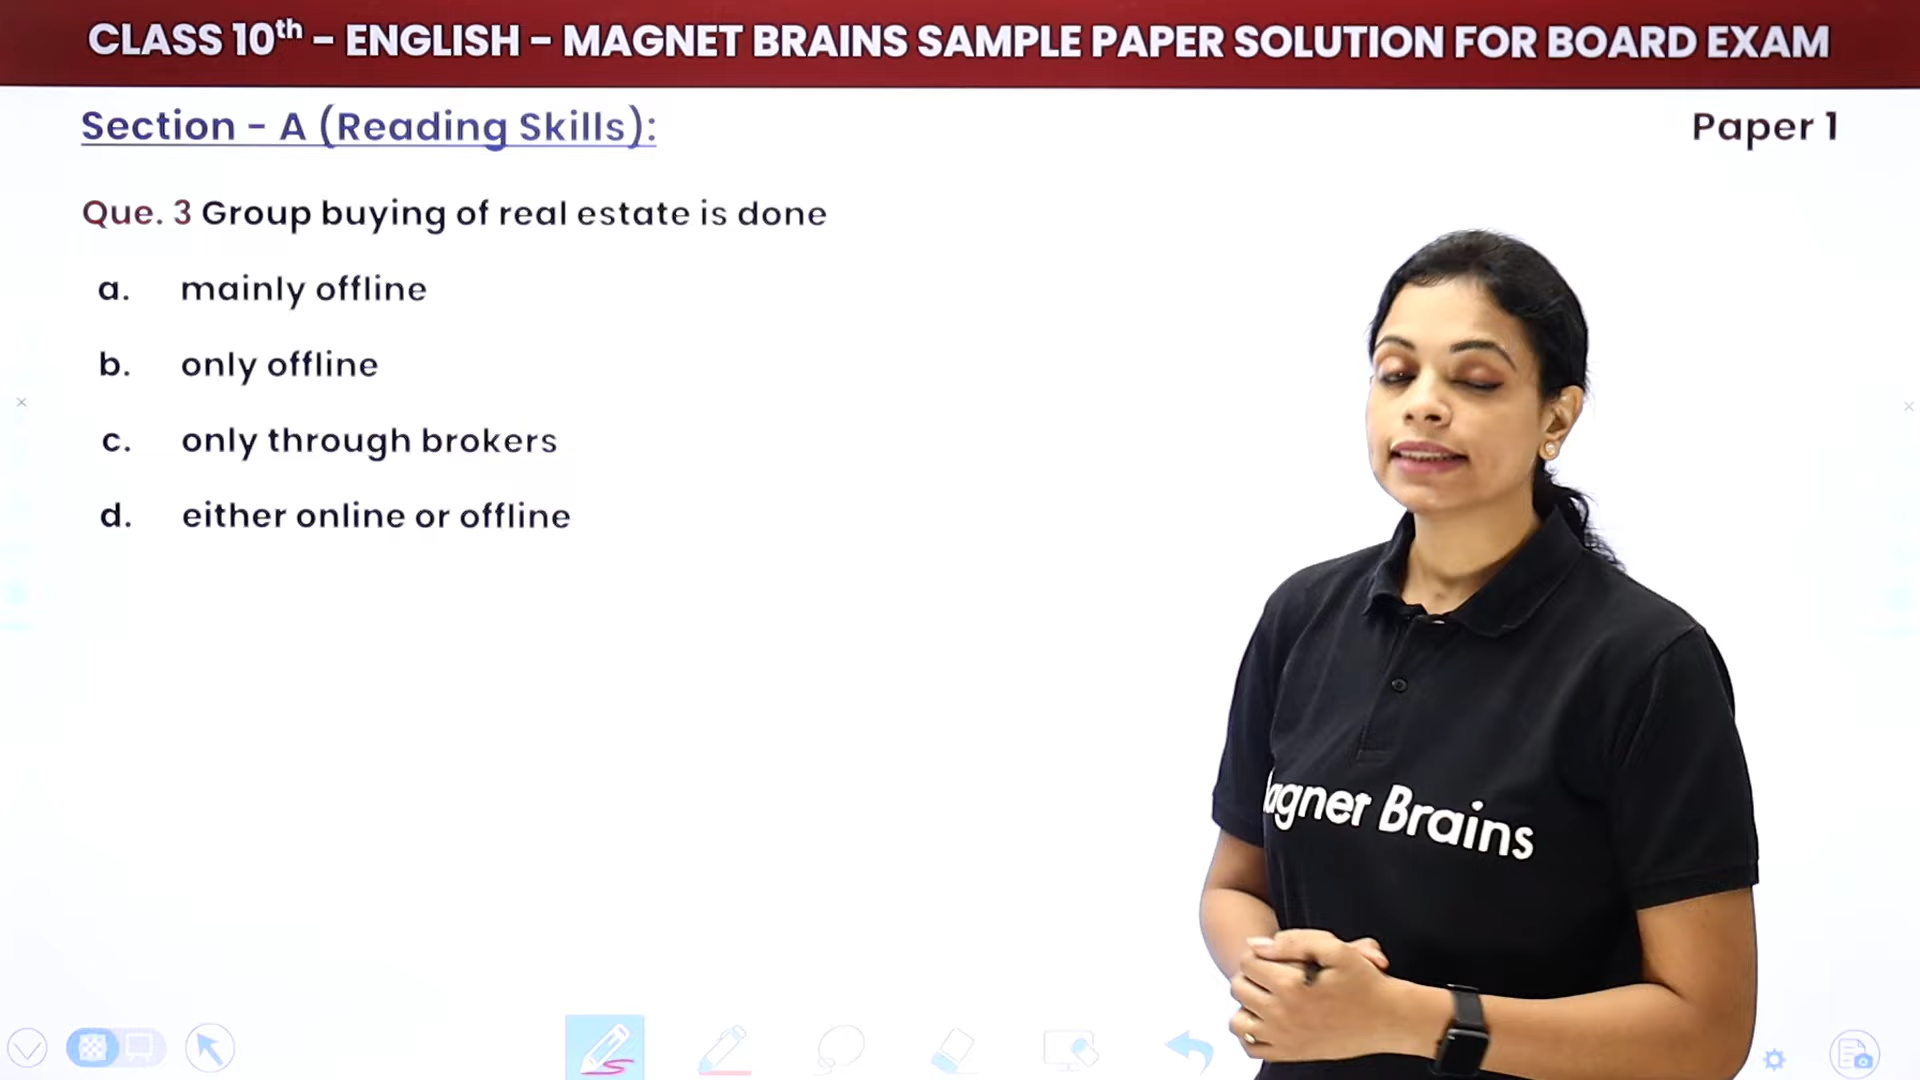 CLASS 10th - ENGLISH - MAGNET BRAINS SAMPLE PAPER SOLUTION FOR BOARD EXAM
Section - A (Reading Skills):
Paper 1
Que. 3 Group buying of real estate is done
a. mainly offline
b. only offline
c. only through brokers
d. either online or offline
agnet Brains